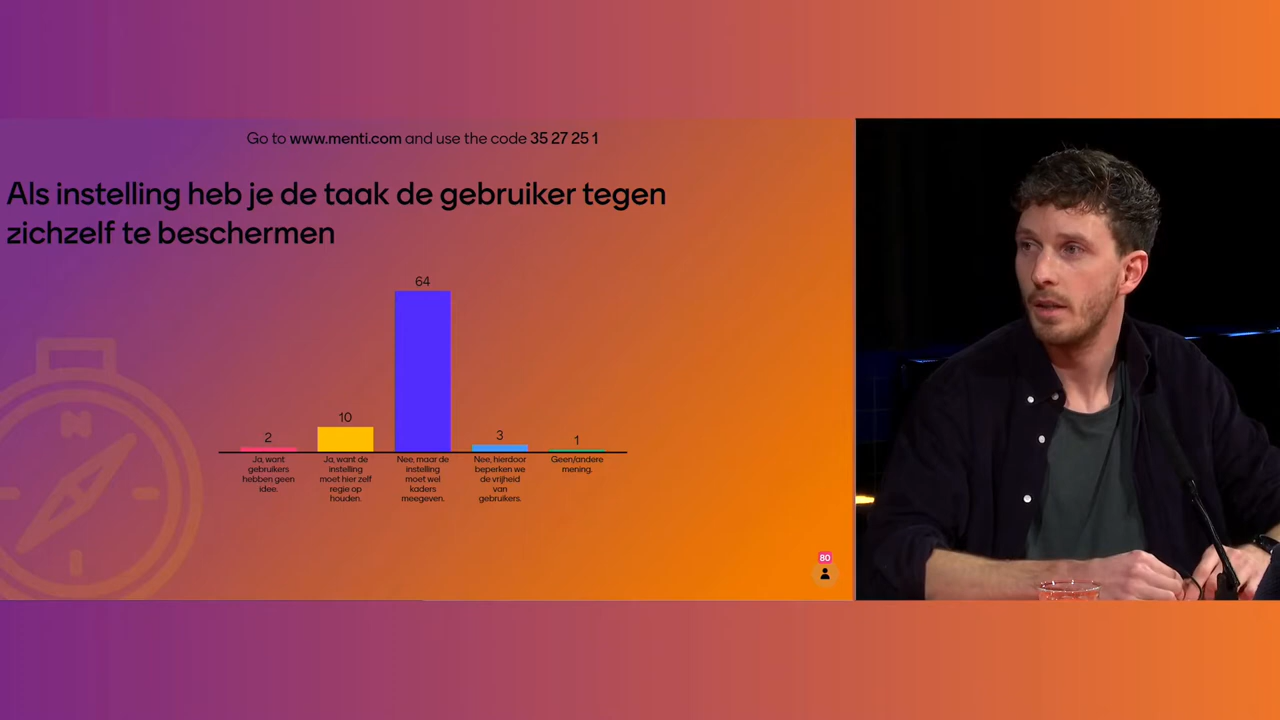 Go to www.menti.com and use the code 35 27 25 1
Als instelling heb je de taak de gebruiker tegen
zichzelf te beschermen
64
10
2
3
1
Ja, want
gebruikers
hebben geen
idee.
Ja, want de
instelling
moet hier zelf
regie op
houden.
Nee, maar de
instelling
moet wel
kaders
meegeven.
Nee, hierdoor
beperken we
de vrijheid
van
gebruikers.
Geen/andere
mening.
N
80